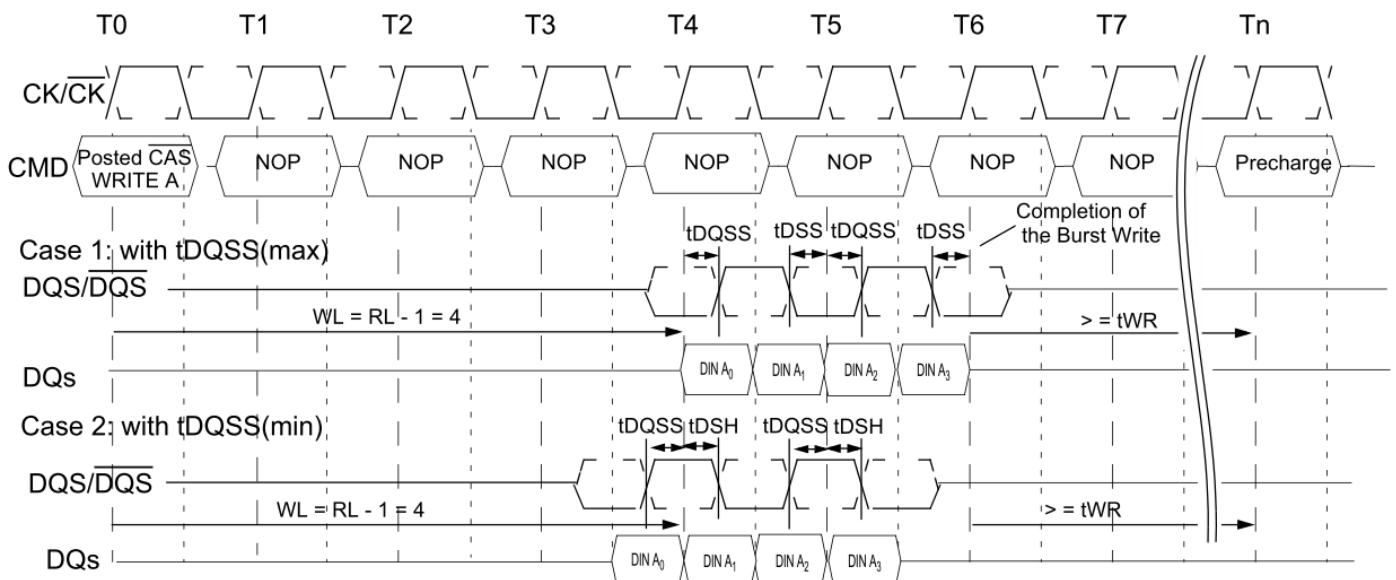 T0 T1 T2 T3 T4 T5 T6 T7 Tn
CK/CK
CMD
Posted CAS
WRITE A
NOP NOP NOP NOP NOP NOP NOP Precharge
Completion of
the Burst Write
tDQSS tDSS tDQSS tDSS
Case 1: with tDQSS(max)
DQS/DQS
WL = RL - 1 = 4
> = tWR
DQs
DIN A0 DIN A1 DIN A2 DIN A3
Case 2: with tDQSS(min)
tDQSS tDSH tDQSS tDSH
DQS/DQS
WL = RL - 1 = 4
> = tWR
DQs
DIN A0 DIN A1 DIN A2 DIN A3